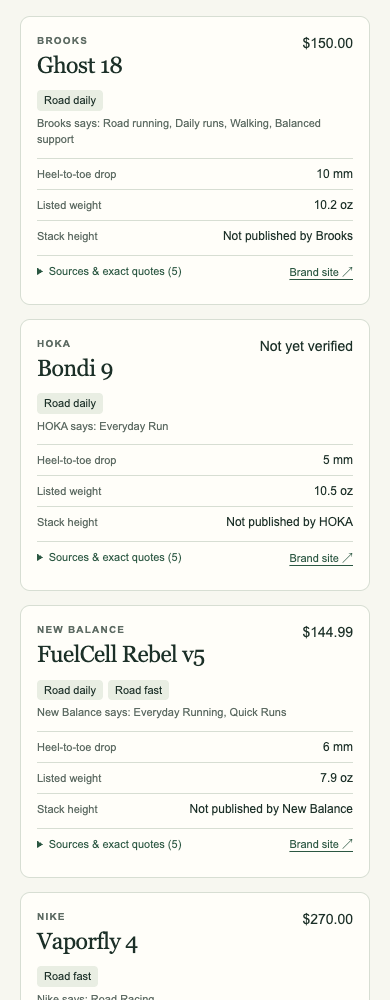 BROOKS
$150.00
Ghost 18
Road daily
Brooks says: Road running, Daily runs, Walking, Balanced
support
Heel-to-toe drop 10 mm
Listed weight 10.2 oz
Stack height Not published by Brooks
▶ Sources & exact quotes (5) Brand site ↗
HOKA
Not yet verified
Bondi 9
Road daily
HOKA says: Everyday Run
Heel-to-toe drop 5 mm
Listed weight 10.5 oz
Stack height Not published by HOKA
▶ Sources & exact quotes (5) Brand site ↗
NEW BALANCE
$144.99
FuelCell Rebel v5
Road daily Road fast
New Balance says: Everyday Running, Quick Runs
Heel-to-toe drop 6 mm
Listed weight 7.9 oz
Stack height Not published by New Balance
▶ Sources & exact quotes (5) Brand site ↗
NIKE
$270.00
Vaporfly 4
Road fast
Nike says: Road Racing